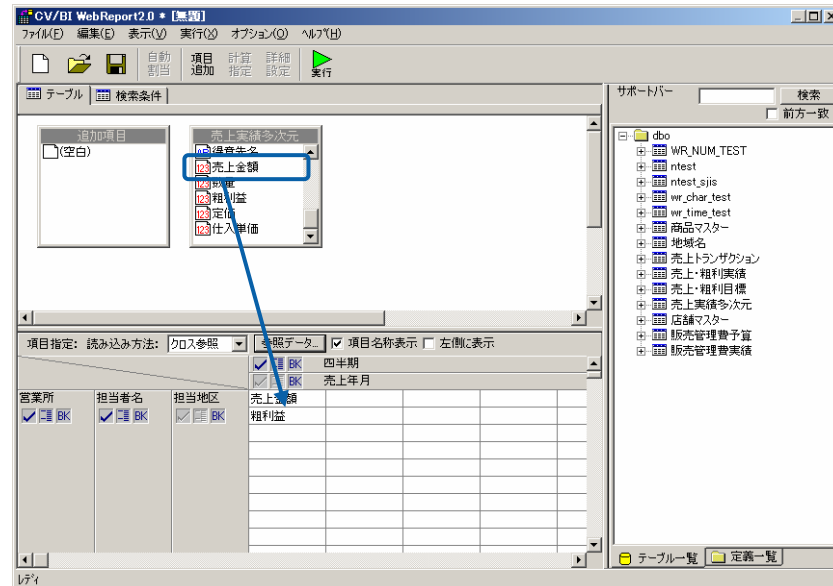 CV/BI WebReport2.0 * [無題]
ファイル(F) 編集(E) 表示(V) 実行(X) オプション(O) ヘルプ(H)
自動割当 項目追加 計算指定 詳細設定 実行
テーブル 検索条件
追加項目
(空白)
売上実績多次元
得意先名
売上金額
数量
粗利益
定価
仕入単価
項目指定: 読み込み方法: クロス参照 参照データ... 項目名称表示 左側に表示
BK 四半期
BK 売上年月
営業所 担当者名 担当地区 売上金額
BK BK BK 粗利益
サポートバー 検索
前方一致
dbo
WR_NUM_TEST
ntest
ntest_sjis
wr_char_test
wr_time_test
商品マスター
地域名
売上トランザクション
売上・粗利実績
売上・粗利目標
売上実績多次元
店舗マスター
販売管理費予算
販売管理費実績
テーブル一覧 定義一覧
レディ